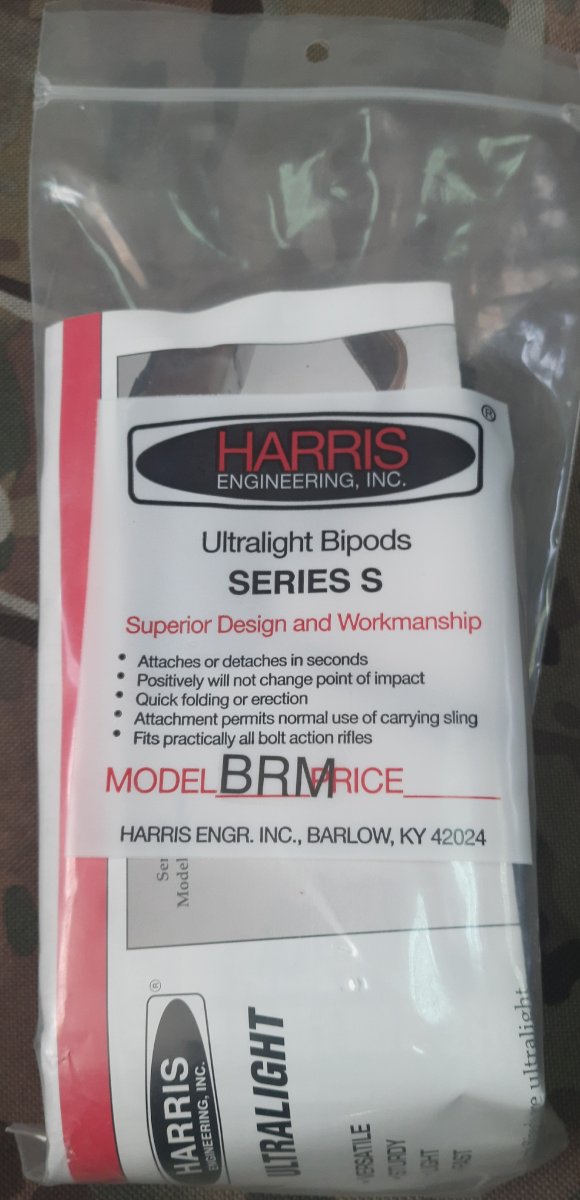 ®
HARRIS
ENGINEERING, INC.
Ultralight Bipods
SERIES S
Superior Design and Workmanship
• Attaches or detaches in seconds
• Positively will not change point of impact
• Quick folding or erection
• Attachment permits normal use of carrying sling
• Fits practically all bolt action rifles
MODEL BRM PRICE
HARRIS ENGR. INC., BARLOW, KY 42024
Model
®
HARRIS
ENGINEERING, INC.
ULTRALIGHT
ultralight